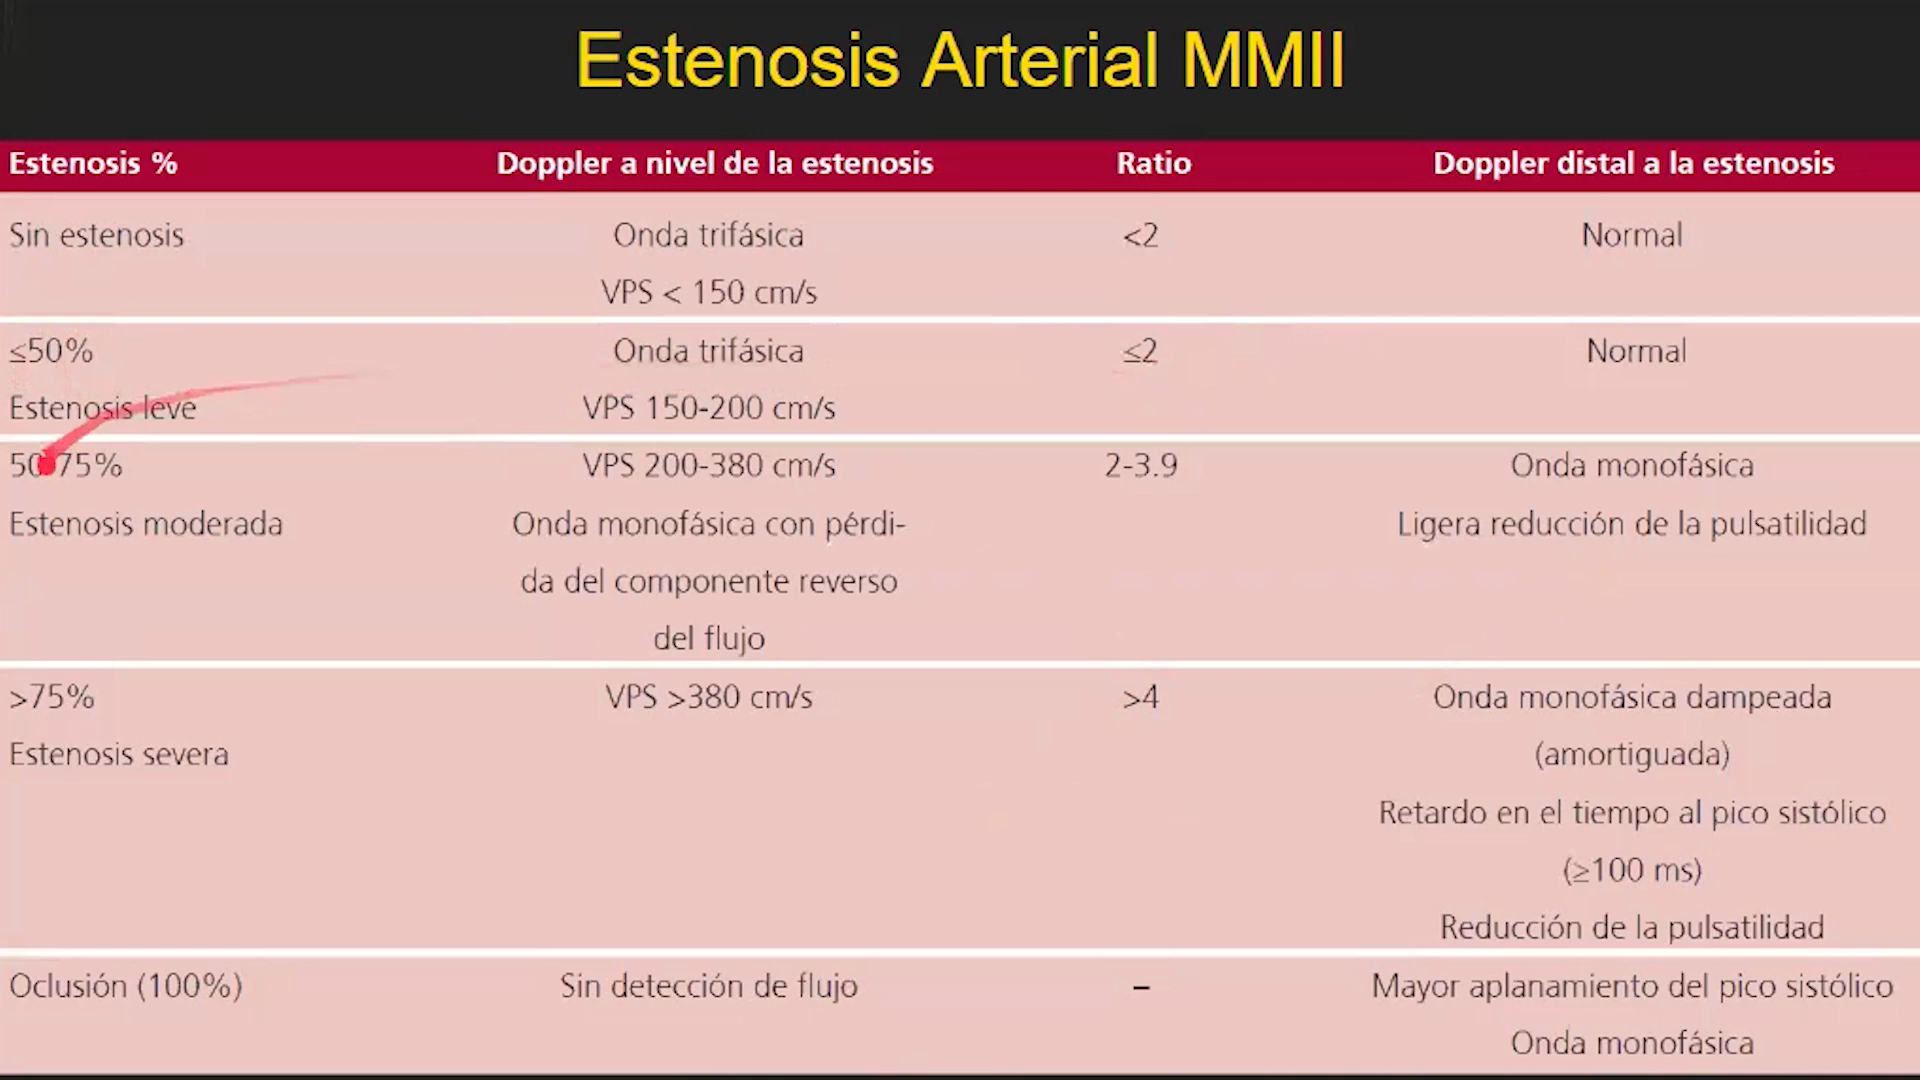 Estenosis Arterial MMII
Estenosis % Doppler a nivel de la estenosis Ratio Doppler distal a la estenosis
Sin estenosis Onda trifásica <2 Normal
VPS < 150 cm/s
≤50% Onda trifásica ≤2 Normal
Estenosis leve VPS 150-200 cm/s
50-75% VPS 200-380 cm/s 2-3.9 Onda monofásica
Estenosis moderada Onda monofásica con pérdi- Ligera reducción de la pulsatilidad
da del componente reverso
del flujo
>75% VPS >380 cm/s >4 Onda monofásica dampeada
Estenosis severa (amortiguada)
Retardo en el tiempo al pico sistólico
(≥100 ms)
Reducción de la pulsatilidad
Oclusión (100%) Sin detección de flujo – Mayor aplanamiento del pico sistólico
Onda monofásica